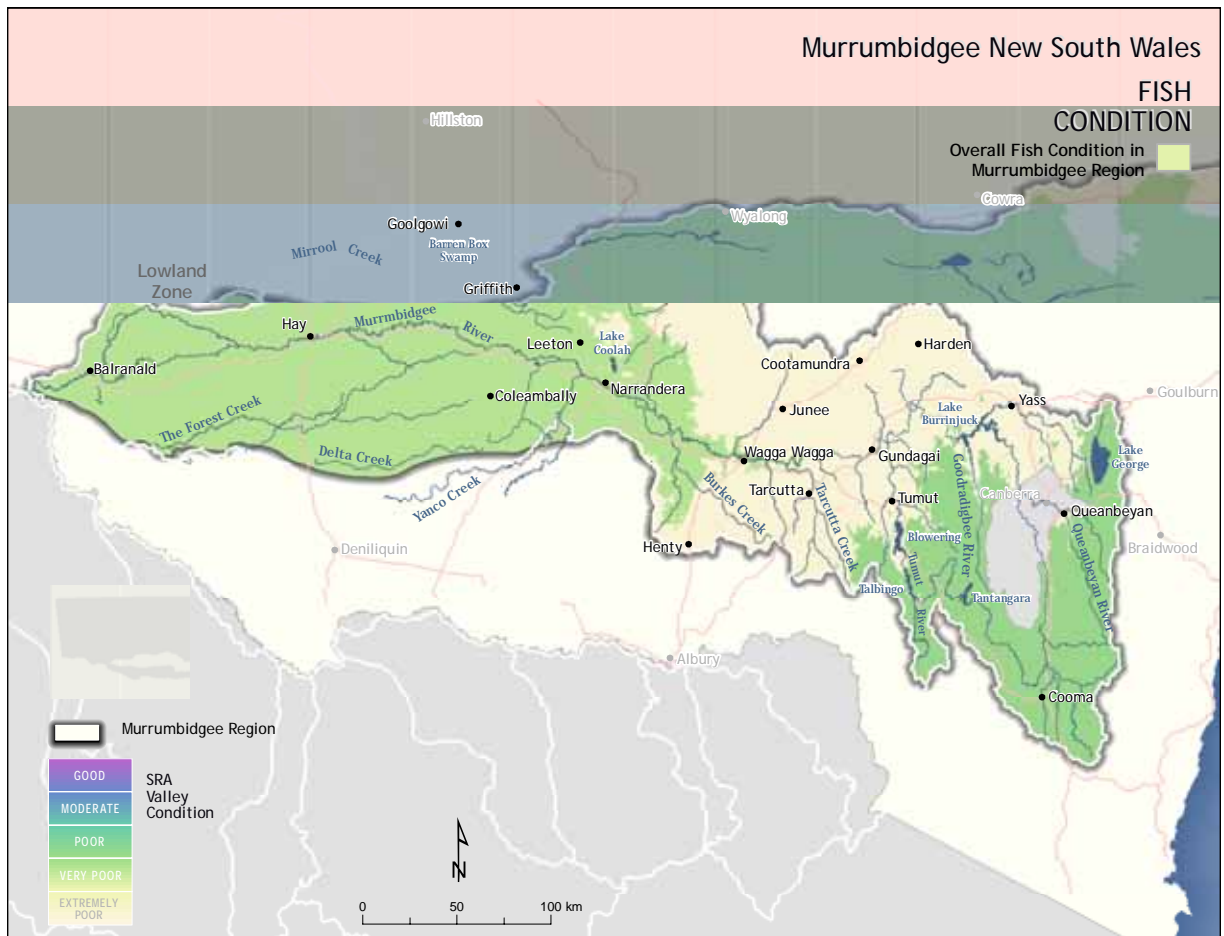 Murrumbidgee New South Wales
FISH
CONDITION
Overall Fish Condition in
Murrumbidgee Region
Hillston
Cowra
Wyalong
Goolgowi
Barren Box
Swamp
Mirrool Creek
Lowland
Zone
Griffith
Hay
Murrmbidgee
River
Leeton
Lake
Coolah
Cootamundra
Harden
Balranald
Narrandera
Coleambally
Junee
Lake
Burrinjuck
Yass
Goulburn
The Forest Creek
Delta Creek
Yanco Creek
Wagga Wagga
Gundagai
Lake
George
Tarcutta
Burkes Creek
Tarcutta Creek
Tumut
Goodradigbee River
Canberra
Queanbeyan
Queanbeyan River
Braidwood
Deniliquin
Henty
Blowering
Talbingo
Tumut
River
Tantangara
Albury
Cooma
Murrumbidgee Region
GOOD
MODERATE
POOR
VERY POOR
EXTREMELY
POOR
SRA
Valley
Condition
N
0 50 100 km